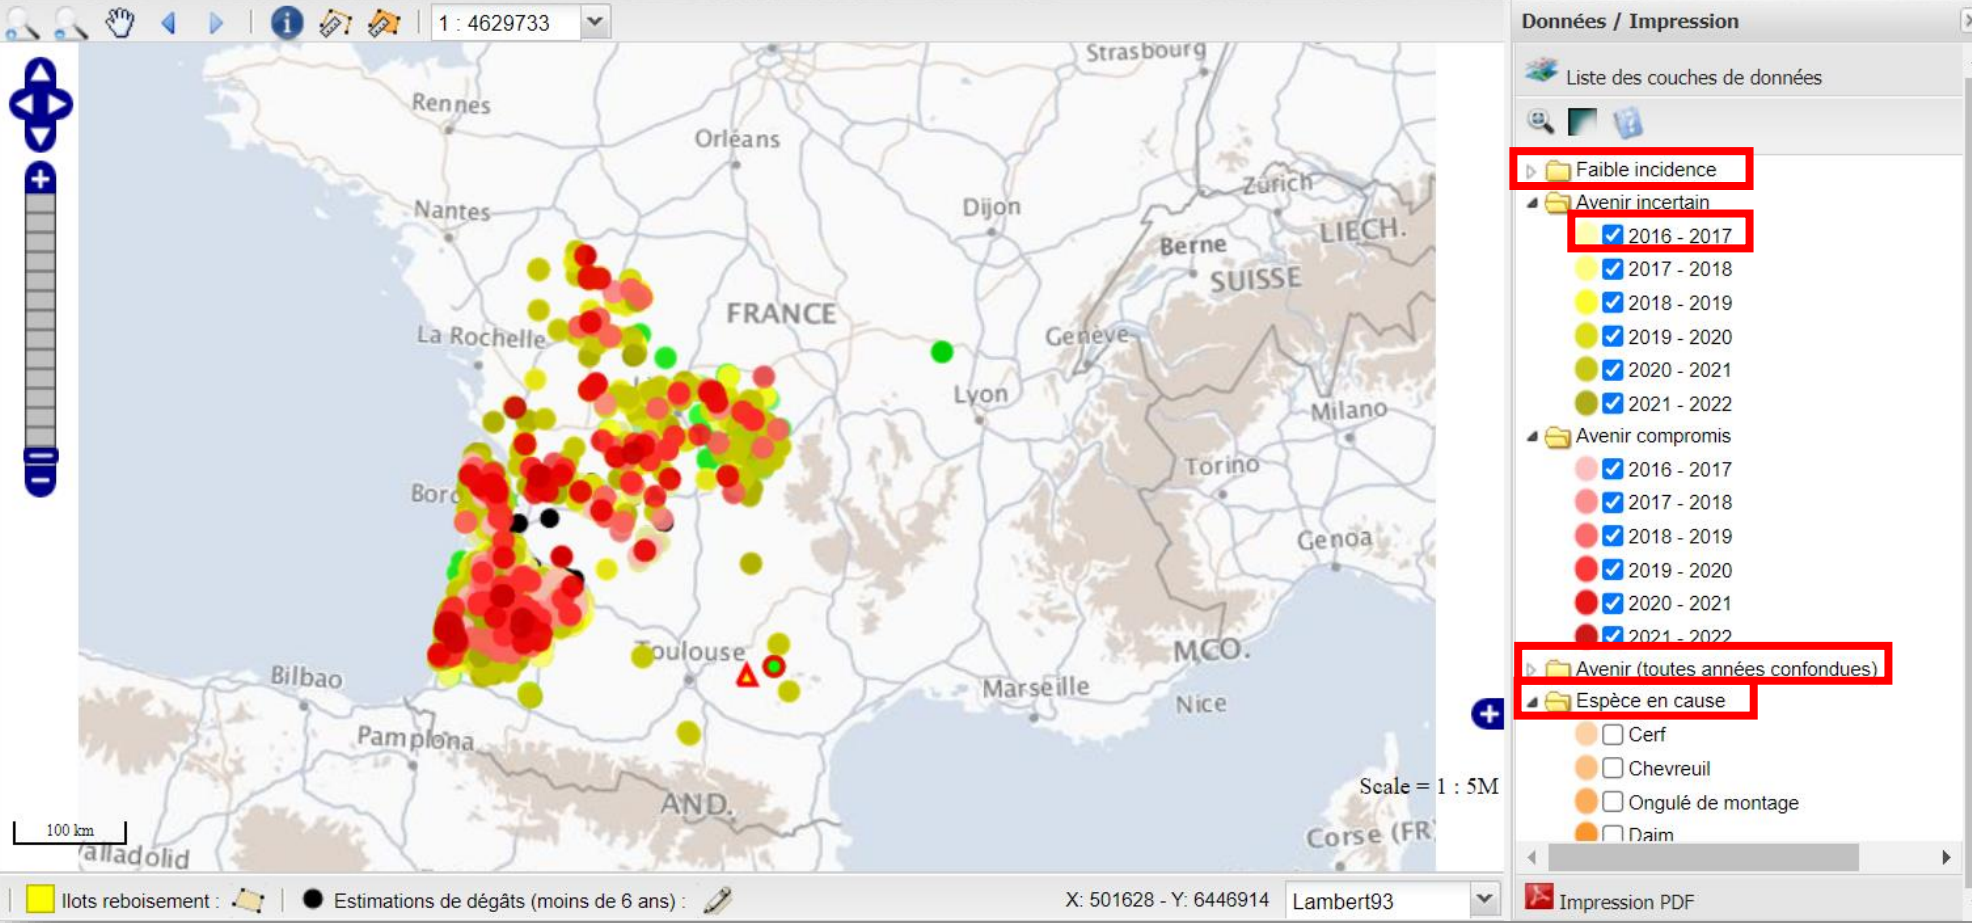 1 : 4629733
Données / Impression
Liste des couches de données
Faible incidence
Avenir incertain
2016 - 2017
2017 - 2018
2018 - 2019
2019 - 2020
2020 - 2021
2021 - 2022
Avenir compromis
2016 - 2017
2017 - 2018
2018 - 2019
2019 - 2020
2020 - 2021
2021 - 2022
Avenir (toutes années confondues)
Espèce en cause
Cerf
Chevreuil
Ongulé de montage
Daim
Impression PDF
Strasbourg
Rennes
Orléans
Zürich
Nantes
Dijon
LIECH.
Berne
SUISSE
FRANCE
La Rochelle
Genève
Lyon
Milano
Torino
Bord
Genoa
Toulouse
MCO.
Bilbao
Marseille
Nice
Pamplona
AND.
Scale = 1 : 5M
100 km
Corse (FR
alladolid
Ilots reboisement :
Estimations de dégâts (moins de 6 ans) :
X: 501628 - Y: 6446914
Lambert93